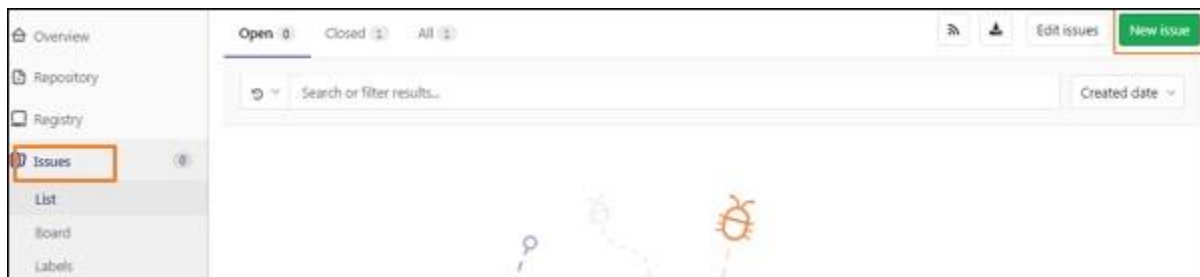 Overview
Repository
Registry
Issues 0
List
Board
Labels
Open 0 Closed 1 All 1
Edit issues New issue
Search or filter results...
Created date